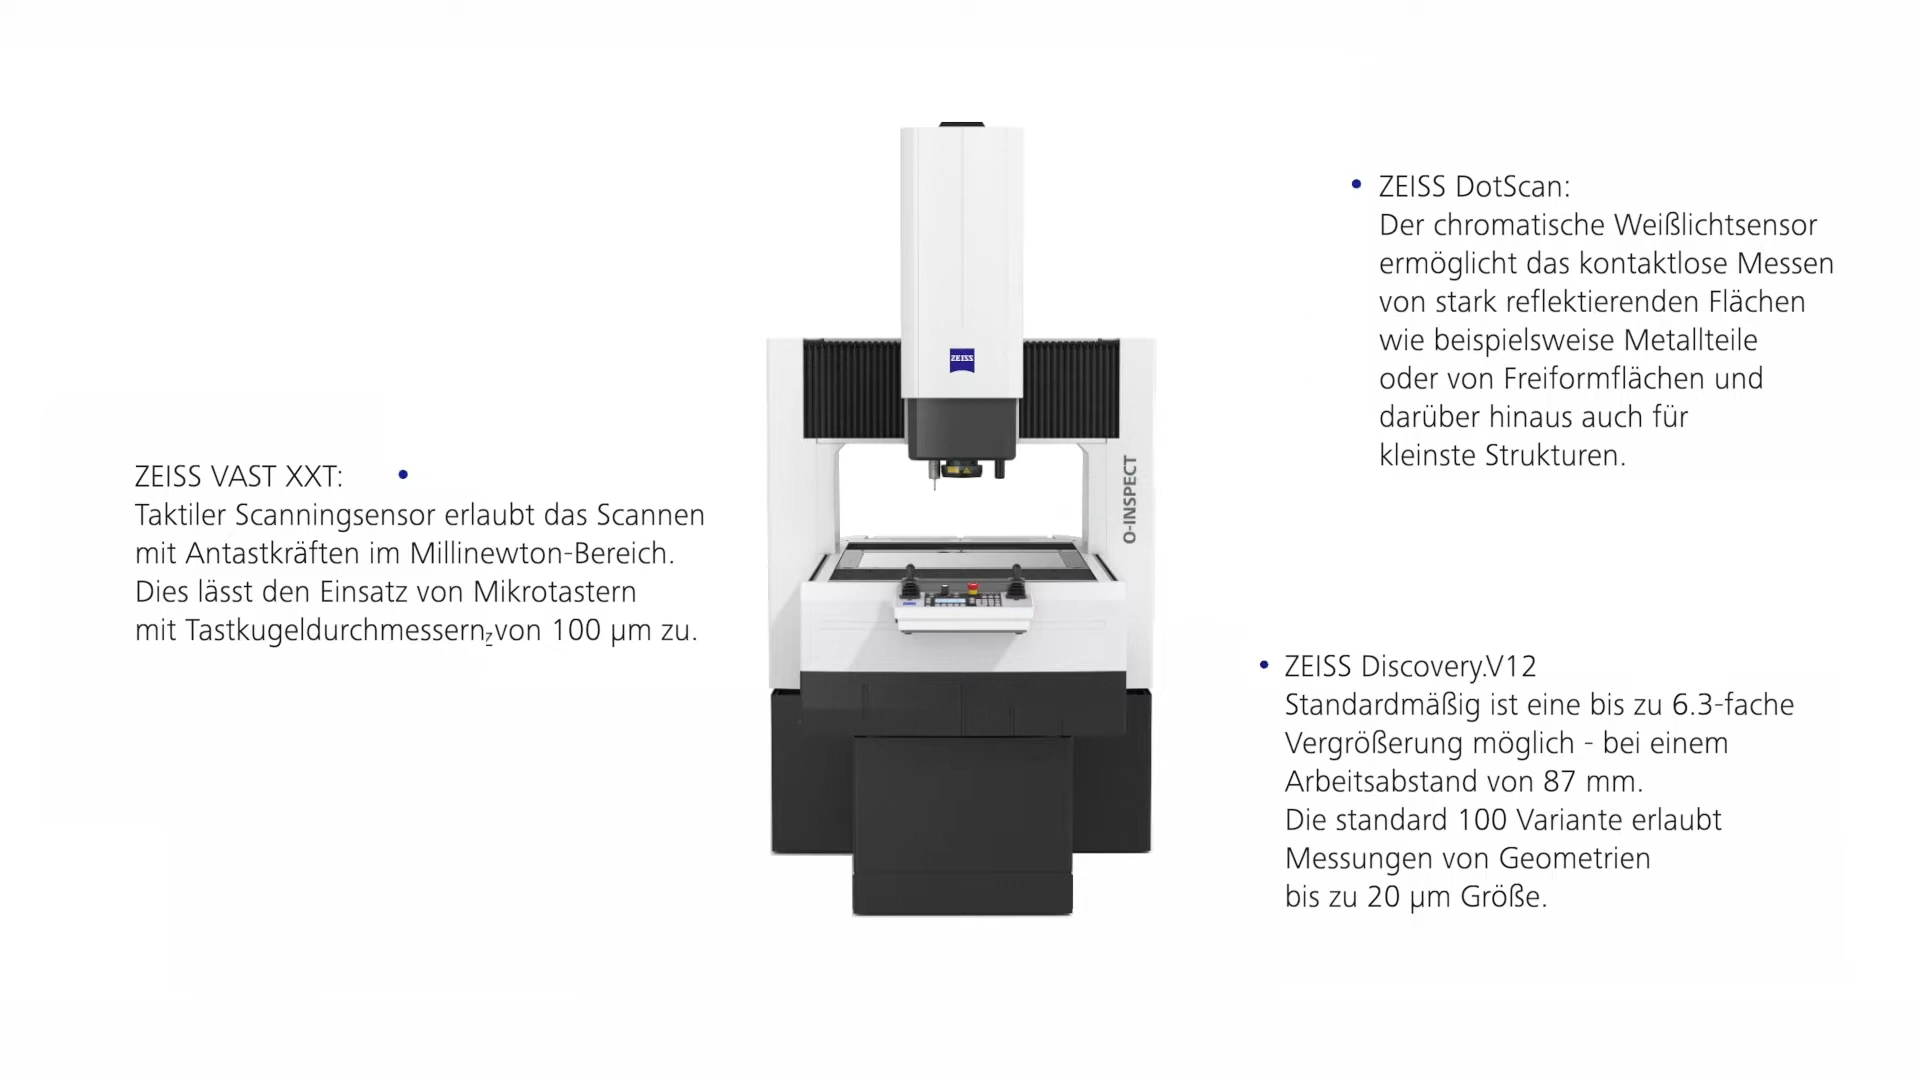 ZEISS VAST XXT:
Taktiler Scanningsensor erlaubt das Scannen
mit Antastkräften im Millinewton-Bereich.
Dies lässt den Einsatz von Mikrotastern
mit Tastkugeldurchmessern von 100 µm zu.
ZEISS
O-INSPECT
ZEISS DotScan:
Der chromatische Weißlichtsensor
ermöglicht das kontaktlose Messen
von stark reflektierenden Flächen
wie beispielsweise Metallteile
oder von Freiformflächen und
darüber hinaus auch für
kleinste Strukturen.
ZEISS Discovery.V12
Standardmäßig ist eine bis zu 6.3-fache
Vergrößerung möglich - bei einem
Arbeitsabstand von 87 mm.
Die standard 100 Variante erlaubt
Messungen von Geometrien
bis zu 20 µm Größe.